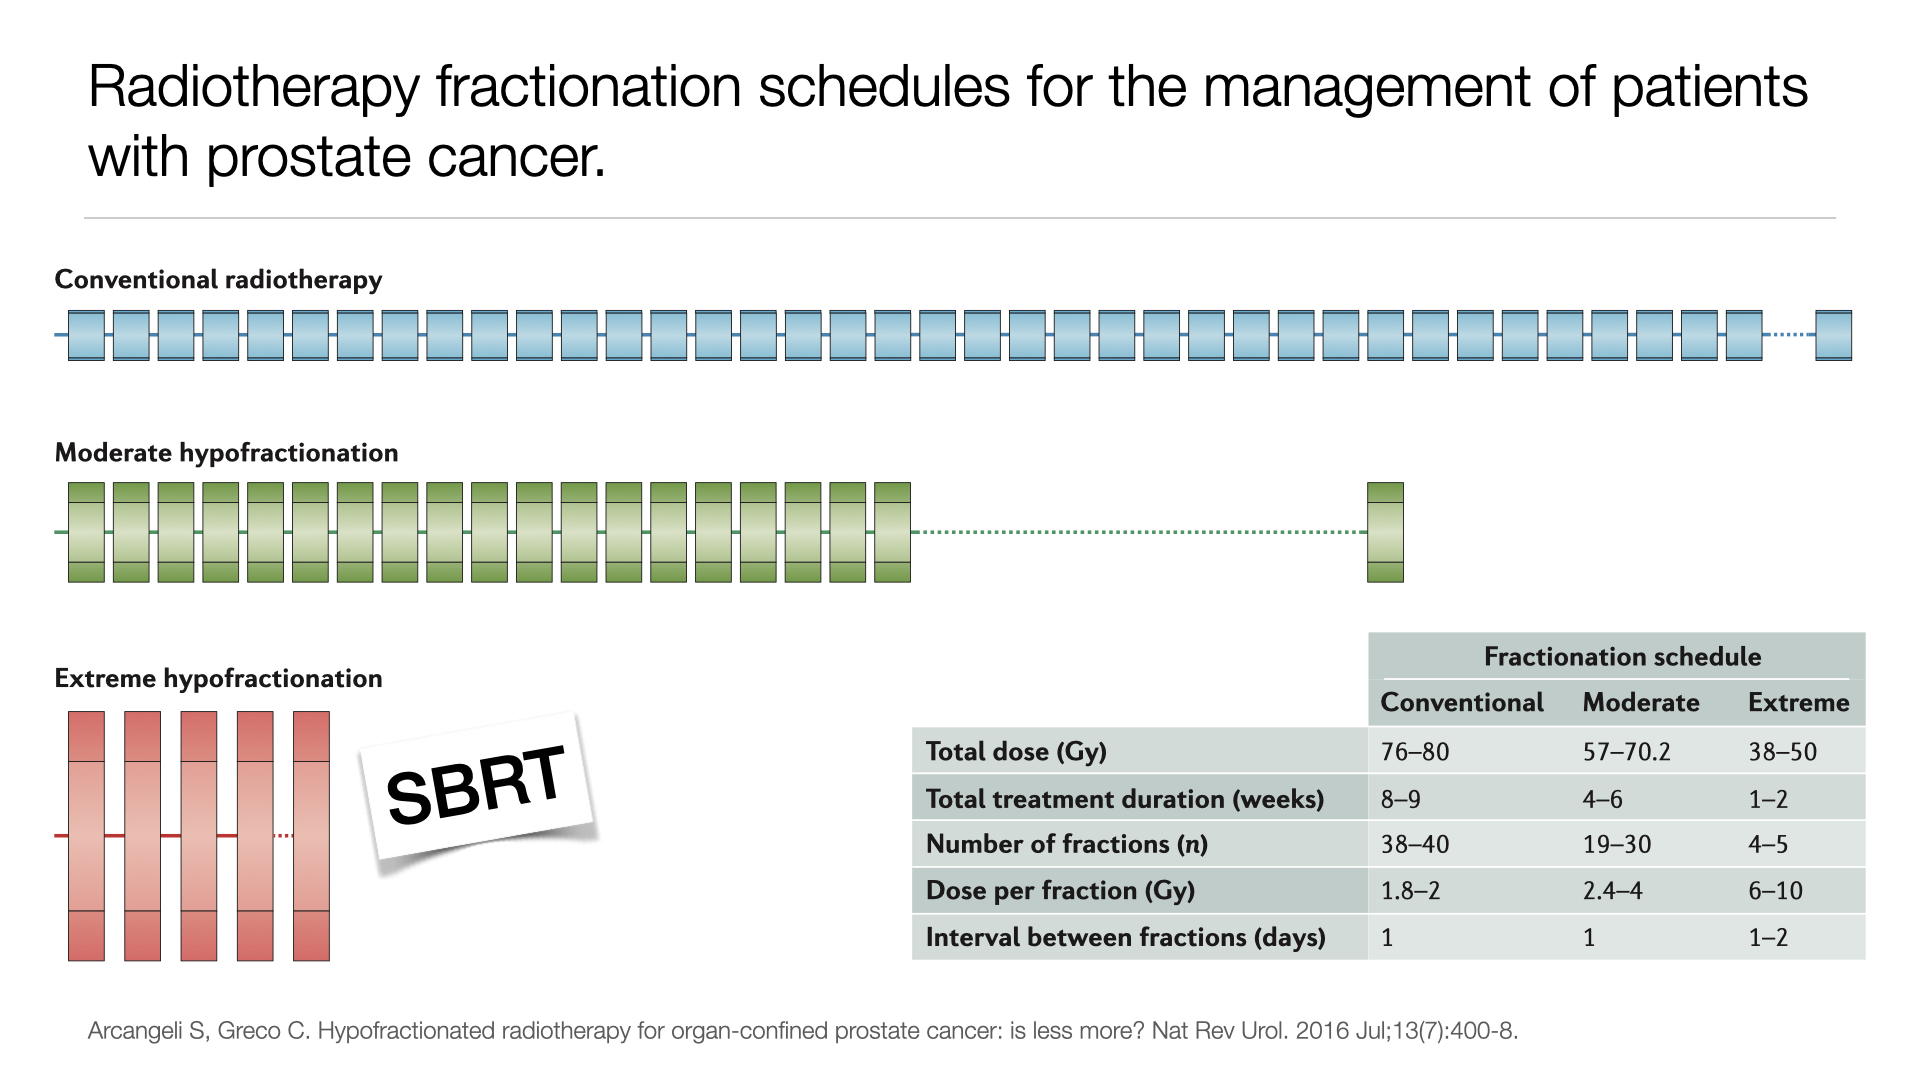 Radiotherapy fractionation schedules for the management of patients
with prostate cancer.
Conventional radiotherapy
Moderate hypofractionation
Extreme hypofractionation
SBRT
Fractionation schedule
Conventional Moderate Extreme
Total dose (Gy) 76–80 57–70.2 38–50
Total treatment duration (weeks) 8–9 4–6 1–2
Number of fractions (n) 38–40 19–30 4–5
Dose per fraction (Gy) 1.8–2 2.4–4 6–10
Interval between fractions (days) 1 1 1–2
Arcangeli S, Greco C. Hypofractionated radiotherapy for organ-confined prostate cancer: is less more? Nat Rev Urol. 2016 Jul;13(7):400-8.